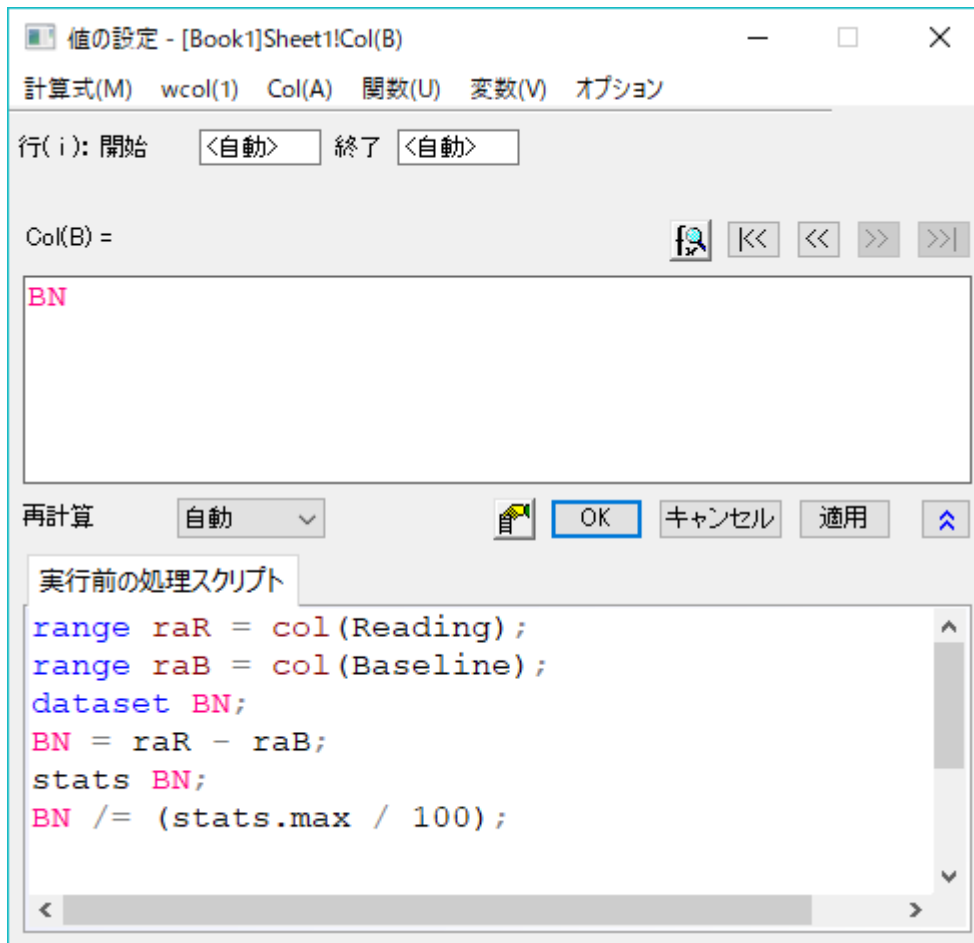 値の設定 - [Book1]Sheet1!Col(B)
計算式(M) wcol(1) Col(A) 関数(U) 変数(V) オプション
行(i): 開始 <自動> 終了 <自動>
Col(B) = |<< << >> >>|
BN
再計算 自動 OK キャンセル 適用
実行前の処理スクリプト
range raR = col(Reading);
range raB = col(Baseline);
dataset BN;
BN = raR - raB;
stats BN;
BN /= (stats.max / 100);